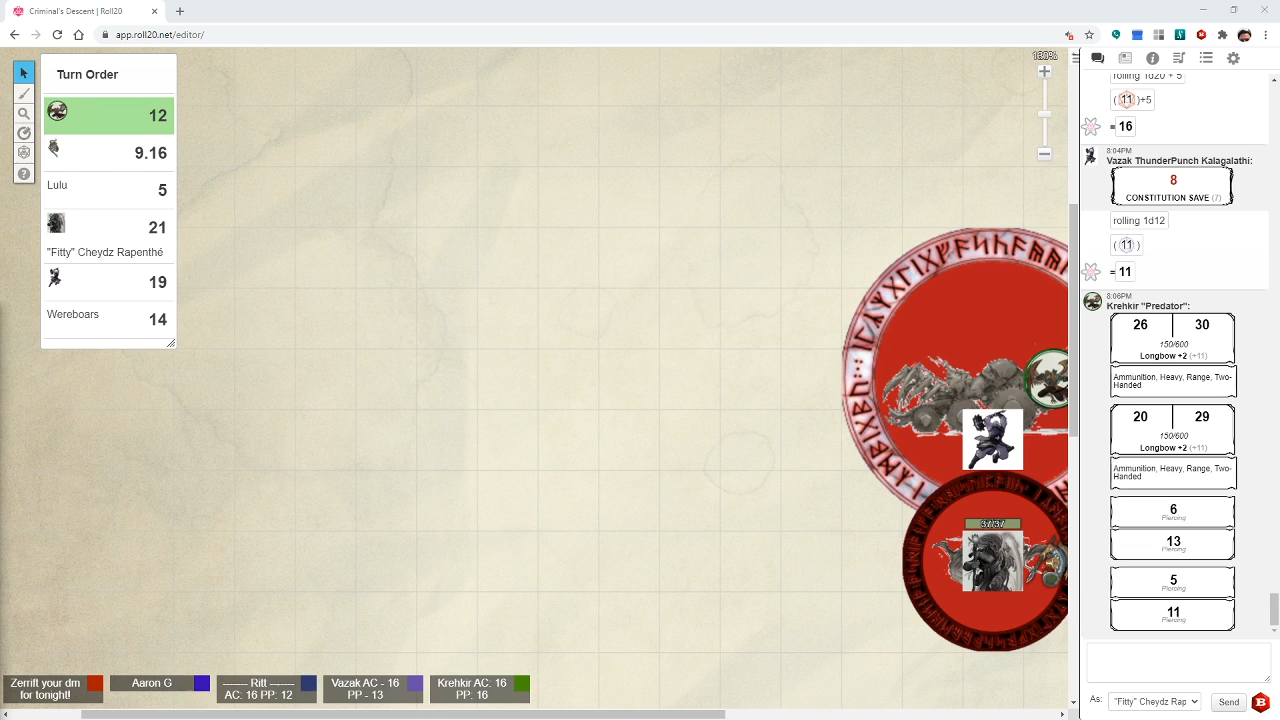 Criminal's Descent | Roll20
app.roll20.net/editor/
Turn Order
12
9.16
Lulu
5
21
"Fitty" Cheydz Rapenthé
19
Wereboars
14
130%
37/37
Zerrift your dm
for tonight!
Aaron G
------- Ritt -------
AC: 16 PP: 12
Vazak AC - 16
PP - 13
Krehkir AC: 16
PP: 16
rolling 1d20 + 5
(11)+5
=16
8:04PM
Vazak ThunderPunch Kalagalathi:
8
CONSTITUTION SAVE (7)
rolling 1d12
(11)
=11
8:06PM
Krehkir "Predator":
26 30
150/600
Longbow +2 (+11)
Ammunition, Heavy, Range, Two-
Handed
20 29
150/600
Longbow +2 (+11)
Ammunition, Heavy, Range, Two-
Handed
6
Piercing
13
Piercing
5
Piercing
11
Piercing
As: "Fitty" Cheydz Rap Send